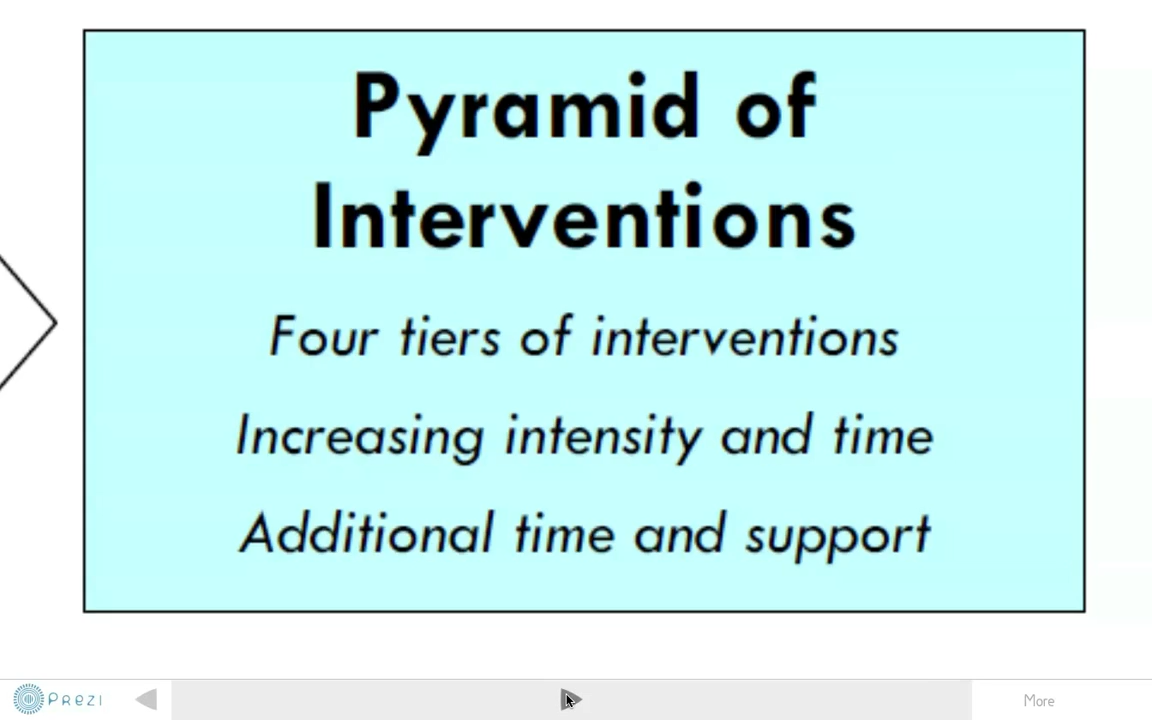 Pyramid of
Interventions
Four tiers of interventions
Increasing intensity and time
Additional time and support
Prezi
More